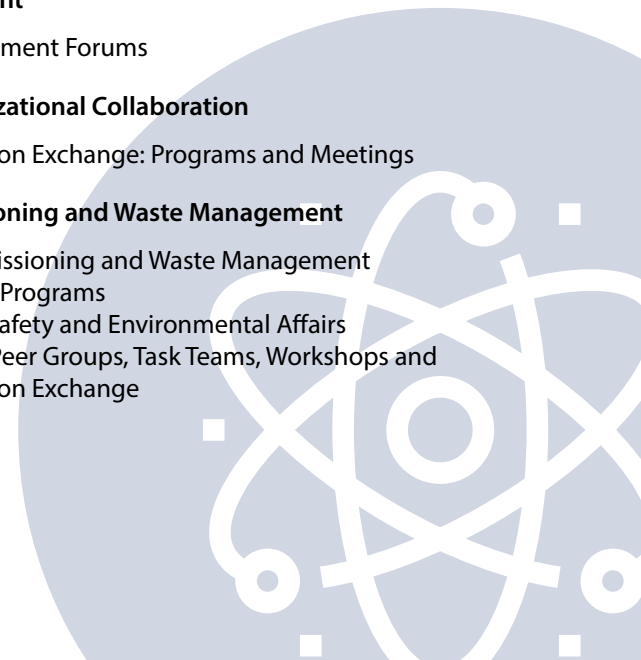 nt
ment Forums
zational Collaboration
on Exchange: Programs and Meetings
oning and Waste Management
issioning and Waste Management
Programs
afety and Environmental Affairs
Peer Groups, Task Teams, Workshops and
on Exchange